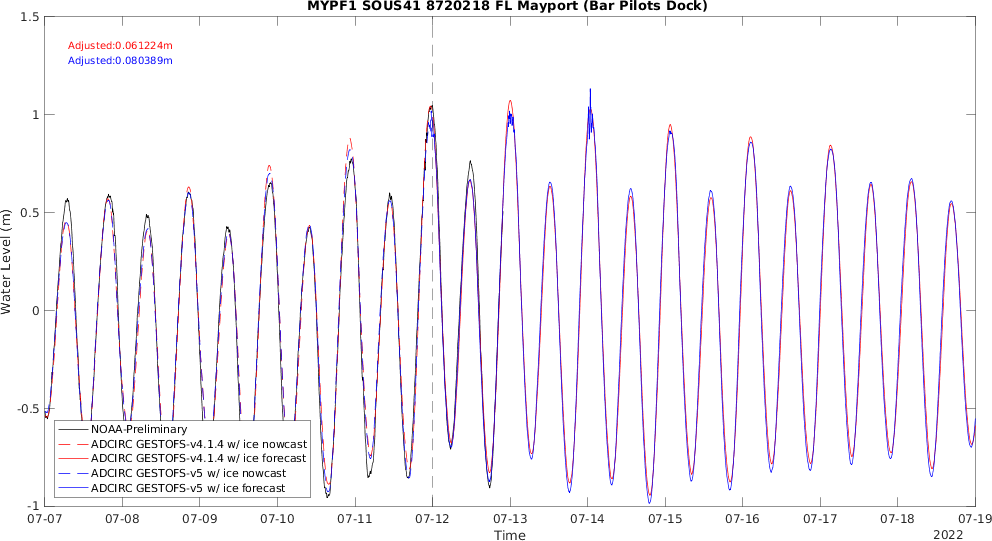 MYPF1 SOUS41 8720218 FL Mayport (Bar Pilots Dock)
1.5
Adjusted:0.061224m
Adjusted:0.080389m
1
0.5
Water Level (m)
0
-0.5
NOAA-Preliminary
ADCIRC GESTOFS-v4.1.4 w/ ice nowcast
ADCIRC GESTOFS-v4.1.4 w/ ice forecast
ADCIRC GESTOFS-v5 w/ ice nowcast
ADCIRC GESTOFS-v5 w/ ice forecast
-1
07-07 07-08 07-09 07-10 07-11 07-12 07-13 07-14 07-15 07-16 07-17 07-18 07-19
Time
2022